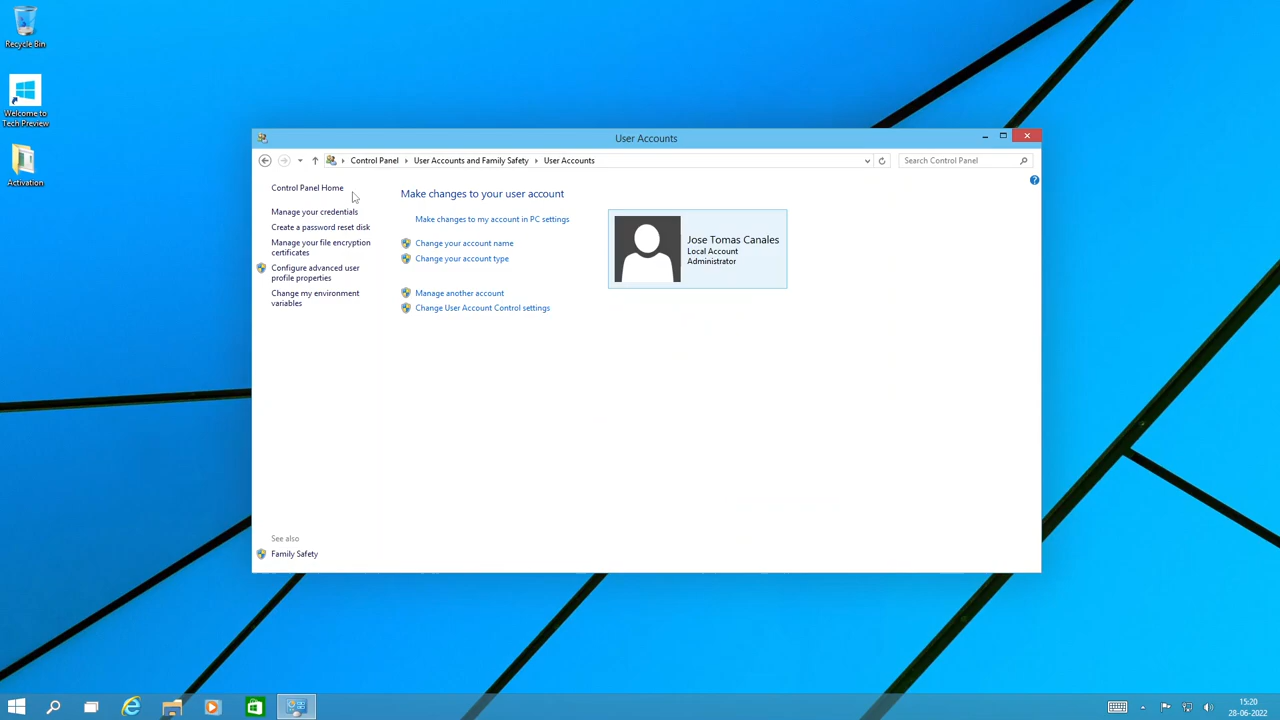 Recycle Bin
Welcome to
Tech Preview
Activation
User Accounts
Control Panel
User Accounts and Family Safety
User Accounts
Search Control Panel
Control Panel Home
Manage your credentials
Create a password reset disk
Manage your file encryption
certificates
Configure advanced user
profile properties
Change my environment
variables
See also
Family Safety
Make changes to your user account
Make changes to my account in PC settings
Change your account name
Change your account type
Manage another account
Change User Account Control settings
Jose Tomas Canales
Local Account
Administrator
15:20
28-06-2022